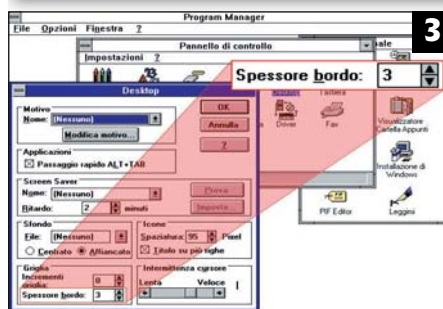 Program Manager
File Opzioni Finestra ?
3
Pannello di controllo
Impostazioni ?
Spessore bordo: 3
Desktop
Motivo
Nome: (Nessuno)
Modifica motivo...
OK
Annulla
?
Applicazioni
Passaggio rapido ALT+TAB
Screen Saver
Nome: (Nessuno)
Ritardo: 2 minuti
Prova
Imposta...
Sfondo
File: (Nessuno)
Centrato Affiancato
Icone
Spaziatura: 95 Pixel
Titolo su più righe
Griglia
Incrementi griglia: 0
Spessore bordo: 3
Intermittenza cursore
Lenta Veloce
Tastiera
Driver
Fax
Visualizzatore
Cartella Appunti
Installazione di
Windows
PIF Editor
Leggimi